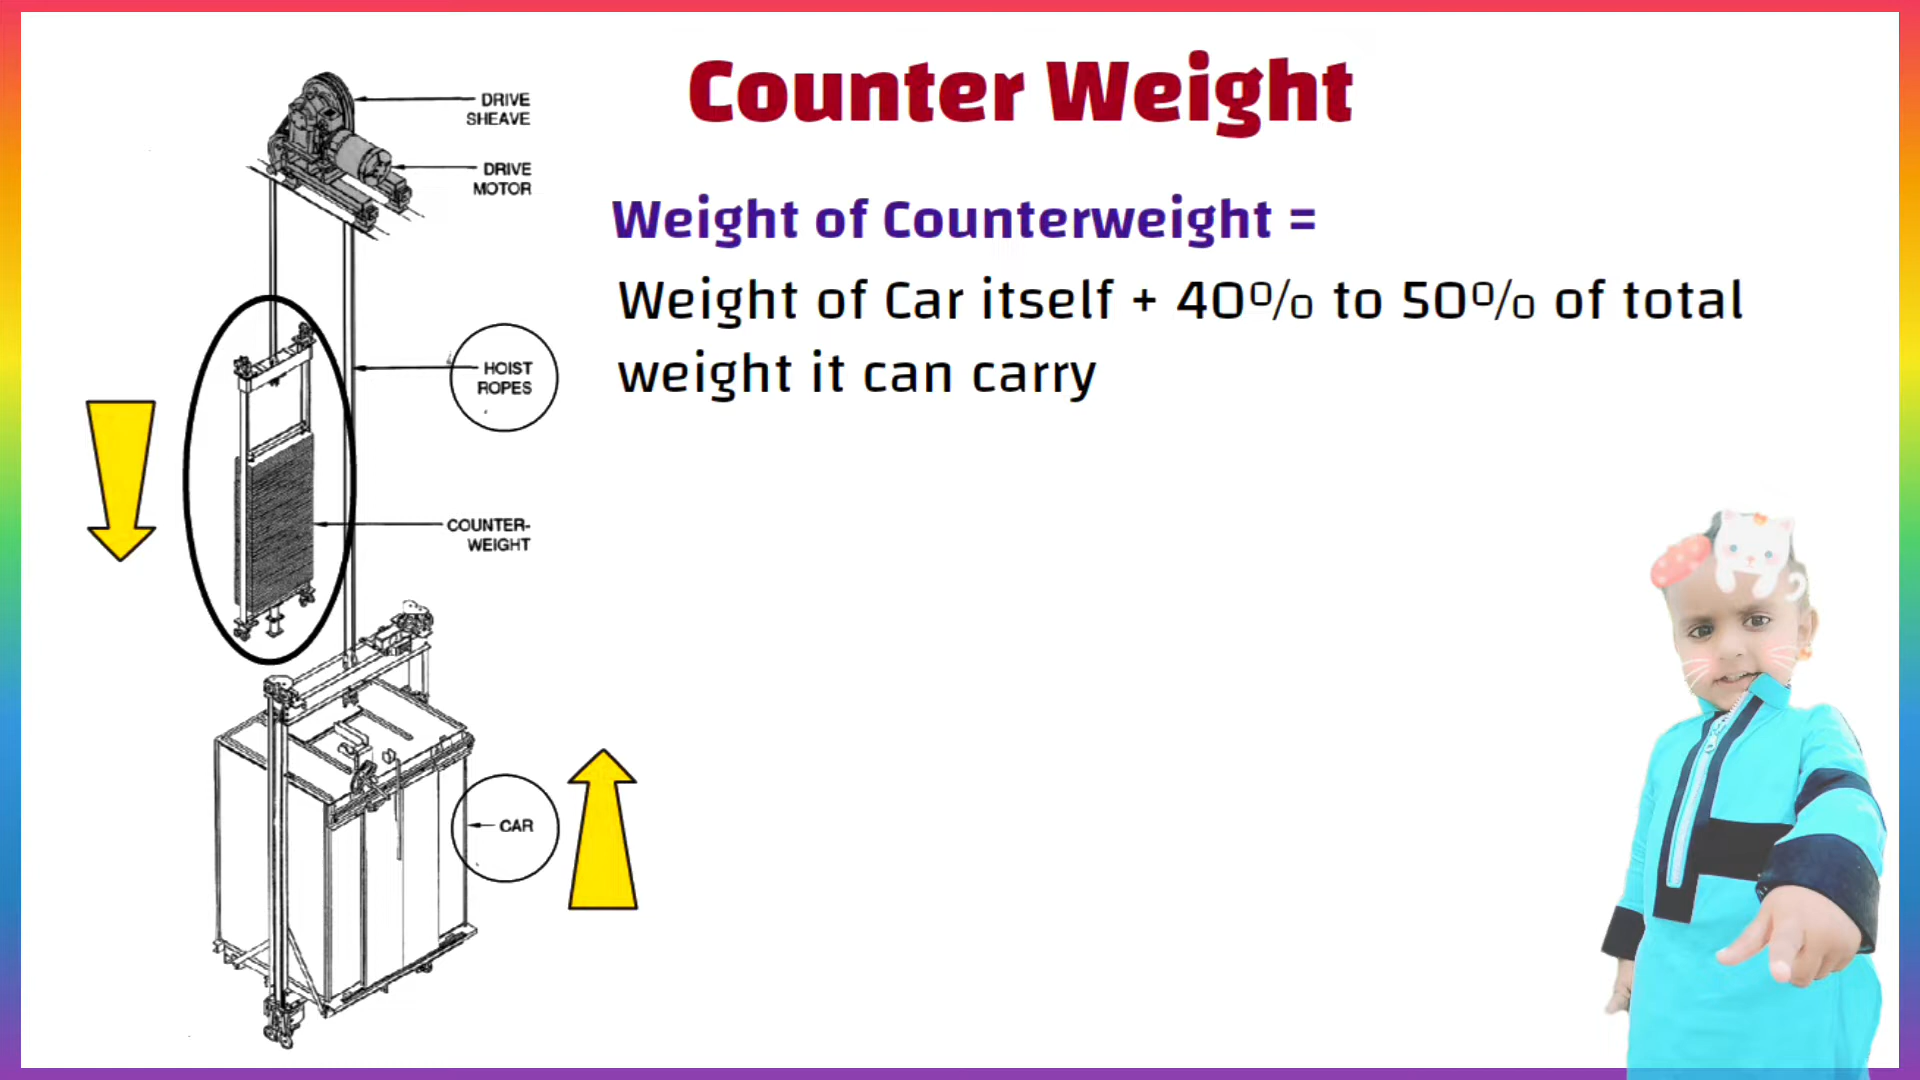 Counter Weight
Weight of Counterweight =
Weight of Car itself + 40% to 50% of total
weight it can carry
DRIVE
SHEAVE
DRIVE
MOTOR
HOIST
ROPES
COUNTER-
WEIGHT
CAR